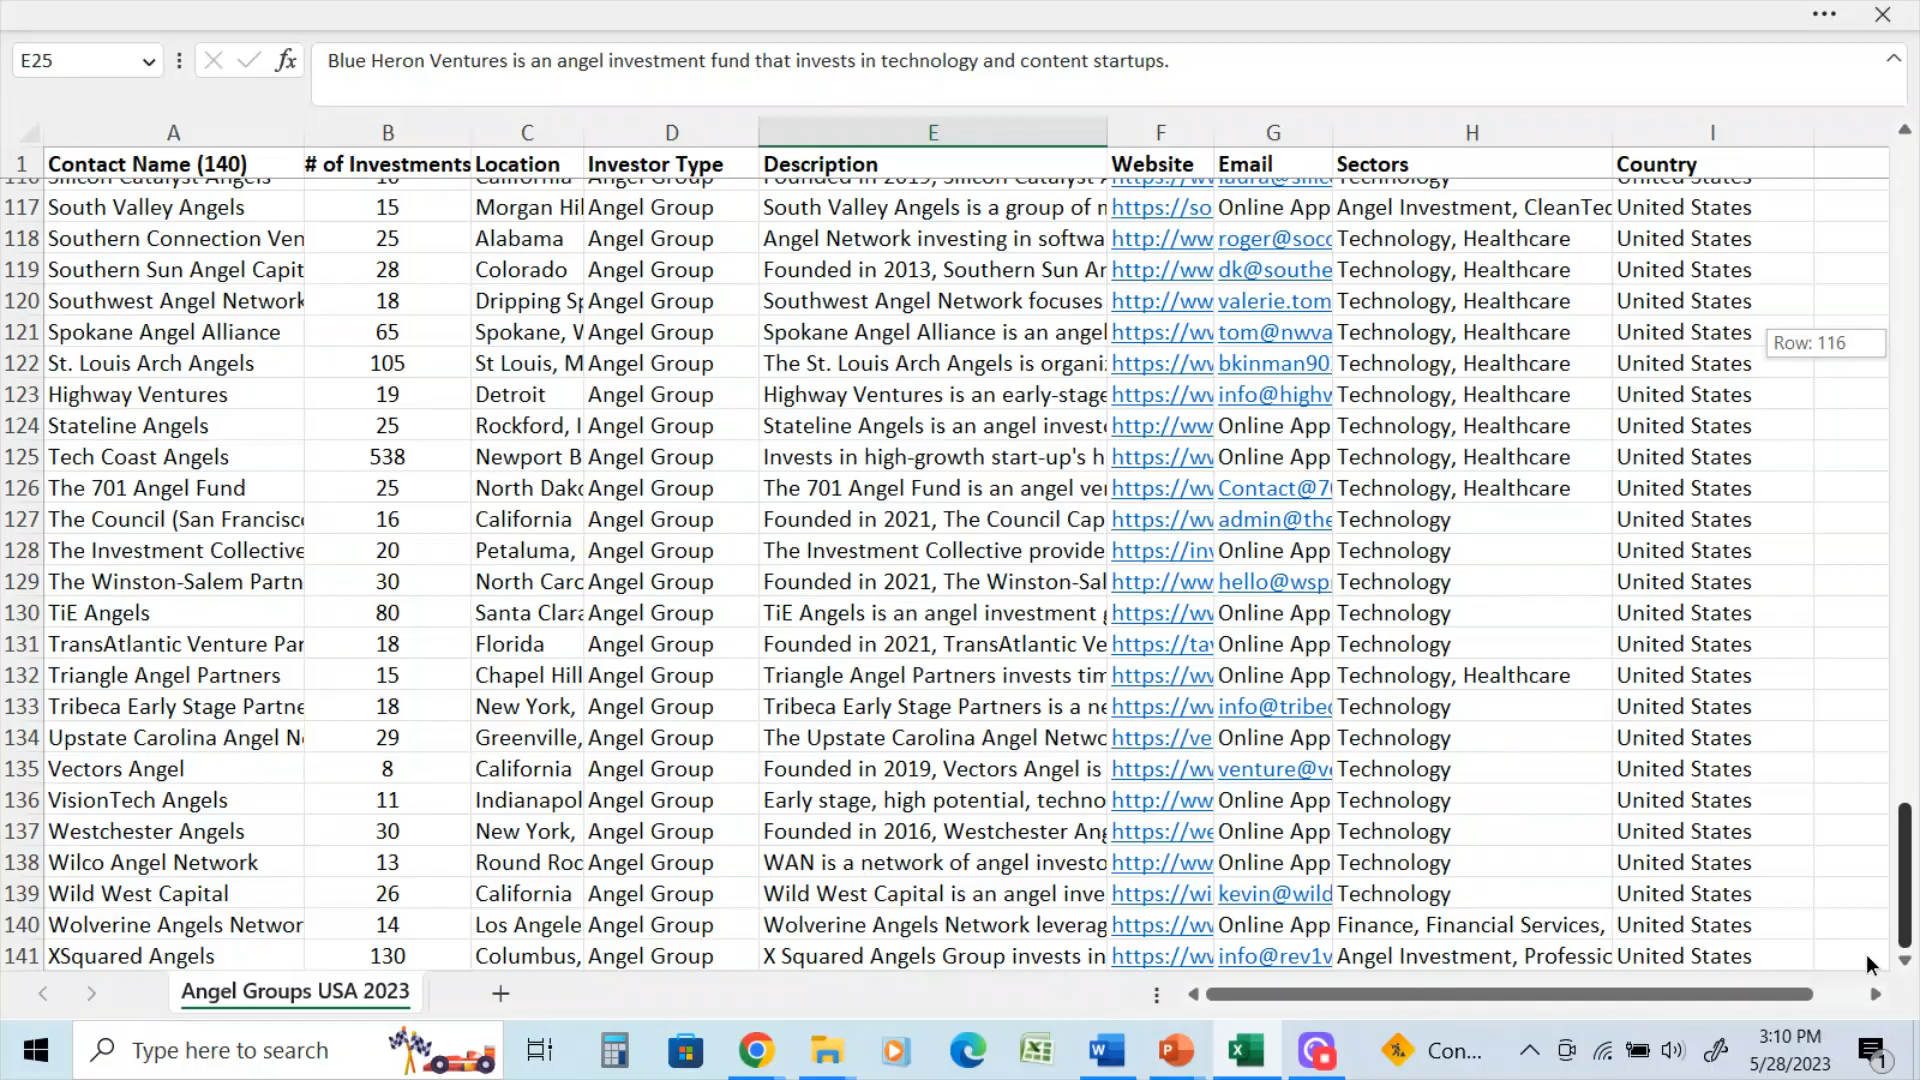 E25 fx Blue Heron Ventures is an angel investment fund that invests in technology and content startups.
A B C D E F G H I
1 Contact Name (140) # of Investments Location Investor Type Description Website Email Sectors Country
117 South Valley Angels 15 Morgan Hil Angel Group South Valley Angels is a group of https://so Online App Angel Investment, CleanTec United States
118 Southern Connection Ven 25 Alabama Angel Group Angel Network investing in softwa http://ww roger@soco Technology, Healthcare United States
119 Southern Sun Angel Capit 28 Colorado Angel Group Founded in 2013, Southern Sun Ar http://ww dk@southe Technology, Healthcare United States
120 Southwest Angel Network 18 Dripping Sp Angel Group Southwest Angel Network focuses http://ww valerie.tom Technology, Healthcare United States
121 Spokane Angel Alliance 65 Spokane, W Angel Group Spokane Angel Alliance is an angel https://wv tom@nwva Technology, Healthcare United States
Row: 116
122 St. Louis Arch Angels 105 St Louis, M Angel Group The St. Louis Arch Angels is organi https://wv bkinman90 Technology, Healthcare United States
123 Highway Ventures 19 Detroit Angel Group Highway Ventures is an early-stage https://wv info@highw Technology, Healthcare United States
124 Stateline Angels 25 Rockford, I Angel Group Stateline Angels is an angel invest http://ww Online App Technology, Healthcare United States
125 Tech Coast Angels 538 Newport B Angel Group Invests in high-growth start-up's h https://wv Online App Technology, Healthcare United States
126 The 701 Angel Fund 25 North Dako Angel Group The 701 Angel Fund is an angel ve https://wv Contact@70 Technology, Healthcare United States
127 The Council (San Francisco 16 California Angel Group Founded in 2021, The Council Cap https://wv admin@the Technology United States
128 The Investment Collective 20 Petaluma, Angel Group The Investment Collective provide https://inv Online App Technology United States
129 The Winston-Salem Partn 30 North Caro Angel Group Founded in 2021, The Winston-Sal http://ww hello@wsp Technology United States
130 TiE Angels 80 Santa Clara Angel Group TiE Angels is an angel investment https://wv Online App Technology United States
131 TransAtlantic Venture Par 18 Florida Angel Group Founded in 2021, TransAtlantic Ve https://tav Online App Technology United States
132 Triangle Angel Partners 15 Chapel Hill Angel Group Triangle Angel Partners invests tim https://wv Online App Technology, Healthcare United States
133 Tribeca Early Stage Partne 18 New York, Angel Group Tribeca Early Stage Partners is a ne https://wv info@tribec Technology United States
134 Upstate Carolina Angel Ne 29 Greenville, Angel Group The Upstate Carolina Angel Netwo https://ve Online App Technology United States
135 Vectors Angel 8 California Angel Group Founded in 2019, Vectors Angel is https://wv venture@ve Technology United States
136 VisionTech Angels 11 Indianapol Angel Group Early stage, high potential, techno http://ww Online App Technology United States
137 Westchester Angels 30 New York, Angel Group Founded in 2016, Westchester Ang https://we Online App Technology United States
138 Wilco Angel Network 13 Round Roc Angel Group WAN is a network of angel investo http://ww Online App Technology United States
139 Wild West Capital 26 California Angel Group Wild West Capital is an angel inve https://wi kevin@wild Technology United States
140 Wolverine Angels Networ 14 Los Angele Angel Group Wolverine Angels Network leverag https://wv Online App Finance, Financial Services, United States
141 XSquared Angels 130 Columbus, Angel Group X Squared Angels Group invests in https://wv info@rev1v Angel Investment, Professic United States
Angel Groups USA 2023
Type here to search Con... 3:10 PM
5/28/2023 1